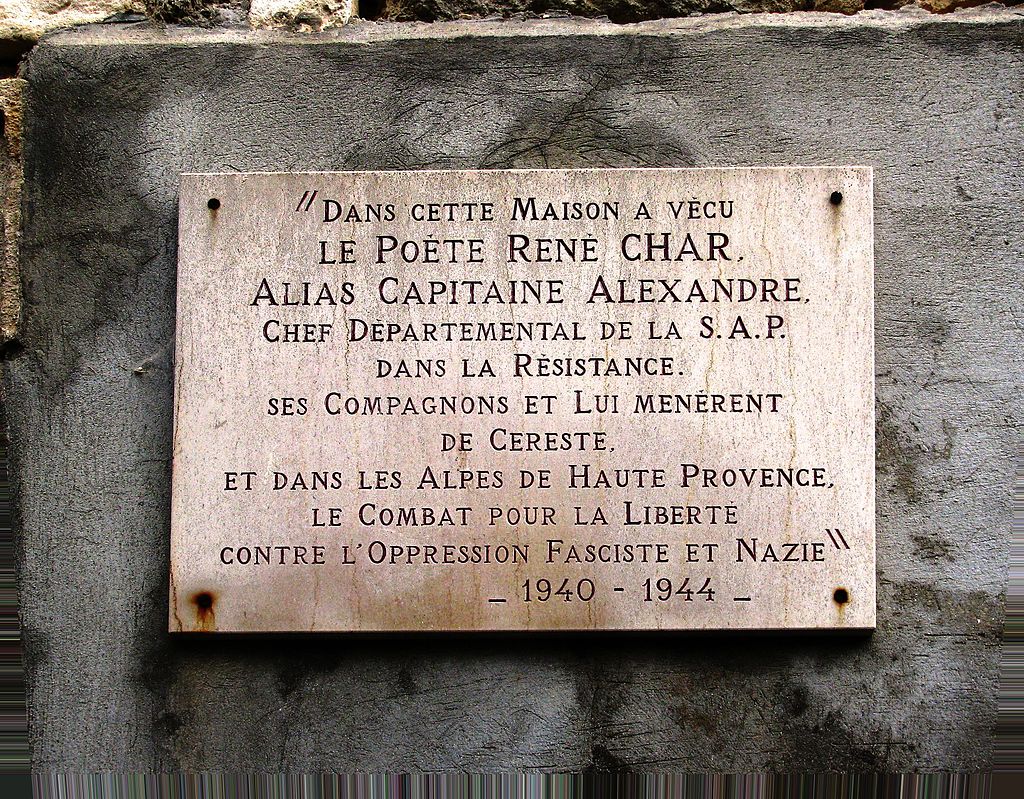 "Dans cette Maison a vécu
le Poète René CHAR,
Alias Capitaine Alexandre,
Chef Départemental de la S.A.P.
dans la Résistance.
ses Compagnons et Lui menèrent
de Cereste,
et dans les Alpes de Haute Provence,
le Combat pour la Liberté
contre l'Oppression Fasciste et Nazie"
_ 1940 - 1944 _